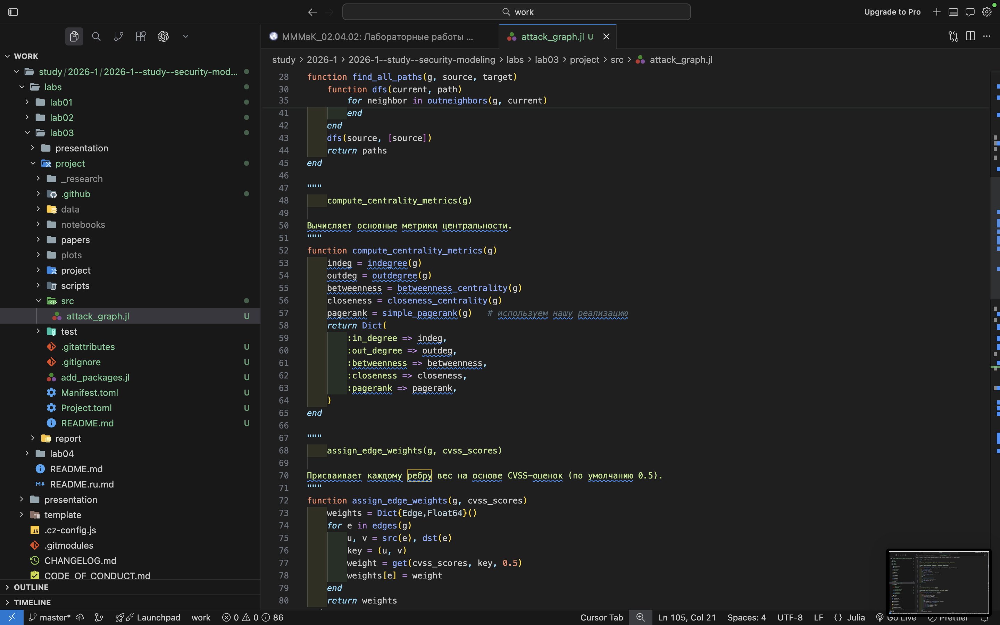 work
Upgrade to Pro
WORK
study/2026-1/2026-1--study--security-mod...
labs
lab01
lab02
lab03
presentation
project
_research
.github
data
notebooks
papers
plots
project
scripts
src
attack_graph.jl U
test
.gitattributes U
.gitignore U
add_packages.jl U
Manifest.toml U
Project.toml U
README.md U
report
lab04
README.md
README.ru.md
presentation
template
.cz-config.js
.gitmodules
CHANGELOG.md
CODE_OF_CONDUCT.md
OUTLINE
TIMELINE
МММвК_02.04.02: Лабораторные работы ...
attack_graph.jl U
study > 2026-1 > 2026-1--study--security-modeling > labs > lab03 > project > src > attack_graph.jl
28 function find_all_paths(g, source, target)
30 function dfs(current, path)
35 for neighbor in outneighbors(g, current)
41 end
42 end
43 dfs(source, [source])
44 return paths
45 end
46
47 """
48 compute_centrality_metrics(g)
49
50 Вычисляет основные метрики центральности.
51 """
52 function compute_centrality_metrics(g)
53 indeg = indegree(g)
54 outdeg = outdegree(g)
55 betweenness = betweenness_centrality(g)
56 closeness = closeness_centrality(g)
57 pagerank = simple_pagerank(g) # используем нашу реализацию
58 return Dict(
59 :in_degree => indeg,
60 :out_degree => outdeg,
61 :betweenness => betweenness,
62 :closeness => closeness,
63 :pagerank => pagerank,
64 )
65 end
66
67 """
68 assign_edge_weights(g, cvss_scores)
69
70 Присваивает каждому ребру вес на основе CVSS-оценок (по умолчанию 0.5).
71 """
72 function assign_edge_weights(g, cvss_scores)
73 weights = Dict{Edge,Float64}()
74 for e in edges(g)
75 u, v = src(e), dst(e)
76 key = (u, v)
77 weight = get(cvss_scores, key, 0.5)
78 weights[e] = weight
79 end
80 return weights
master* Launchpad work 0 0 86
Cursor Tab Ln 105, Col 21 Spaces: 4 UTF-8 LF {} Julia Go Live Prettier